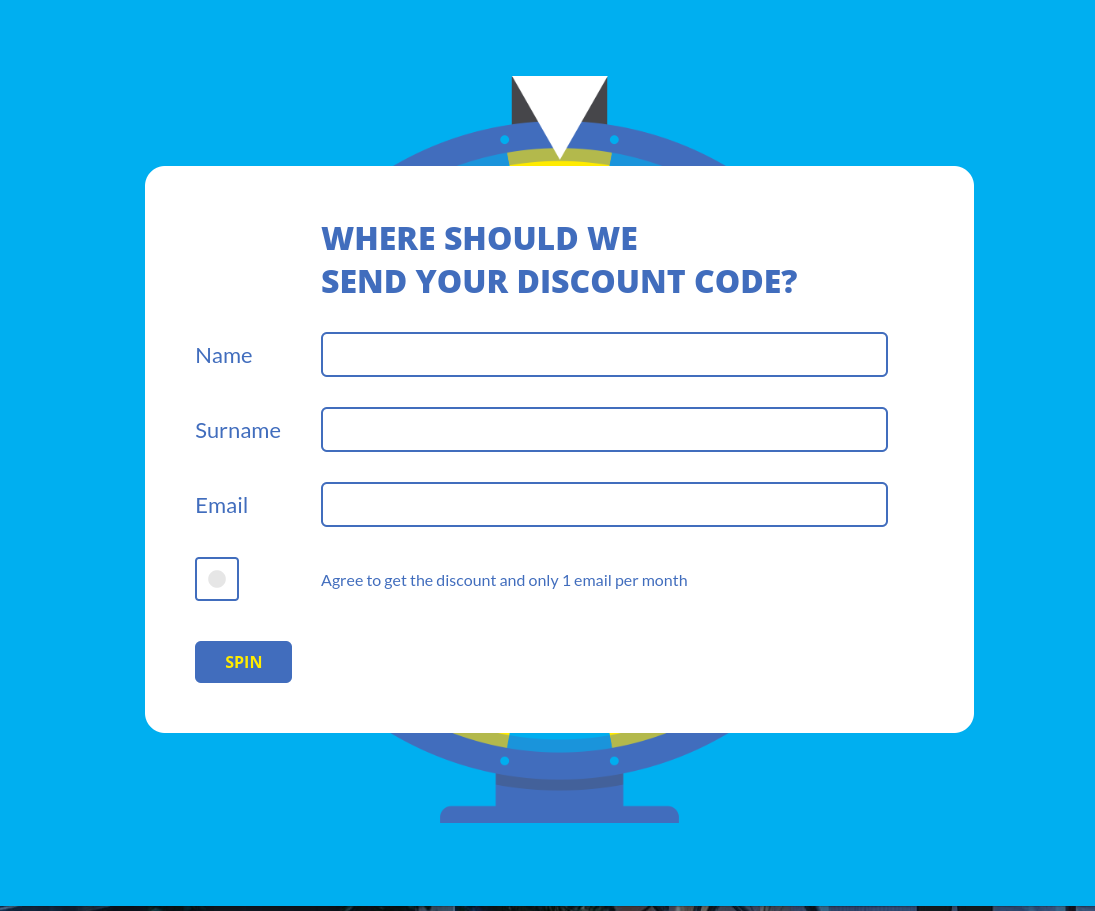 WHERE SHOULD WE
SEND YOUR DISCOUNT CODE?
Name
Surname
Email
Agree to get the discount and only 1 email per month
SPIN